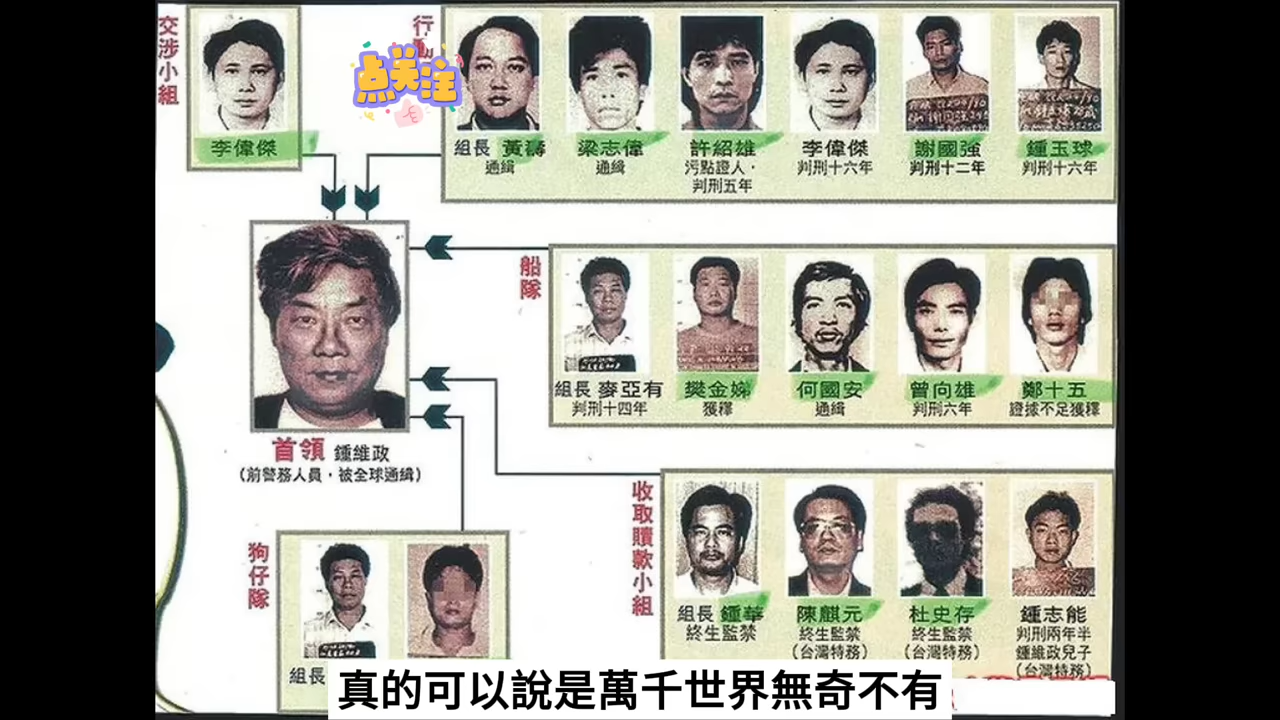 交涉小組
李偉傑
行
点关注
組長 黃濤
通緝
梁志偉
通緝
許紹雄
污點證人，
判刑五年
李偉傑
判刑十六年
謝國強
判刑十二年
鍾玉球
判刑十六年
首領 鍾維政
(前警務人員，被全球通緝)
船隊
組長 麥亞有
判刑十四年
樊金娣
獲釋
何國安
通緝
曾向雄
判刑六年
鄭十五
證據不足獲釋
收取贖款小組
組長 鍾華
終生監禁
陳麒元
終生監禁
(台灣特務)
杜史存
終生監禁
(台灣特務)
鍾志能
判刑兩年半
鍾維政兒子
(台灣特務)
狗仔隊
組長
真的可以說是萬千世界無奇不有